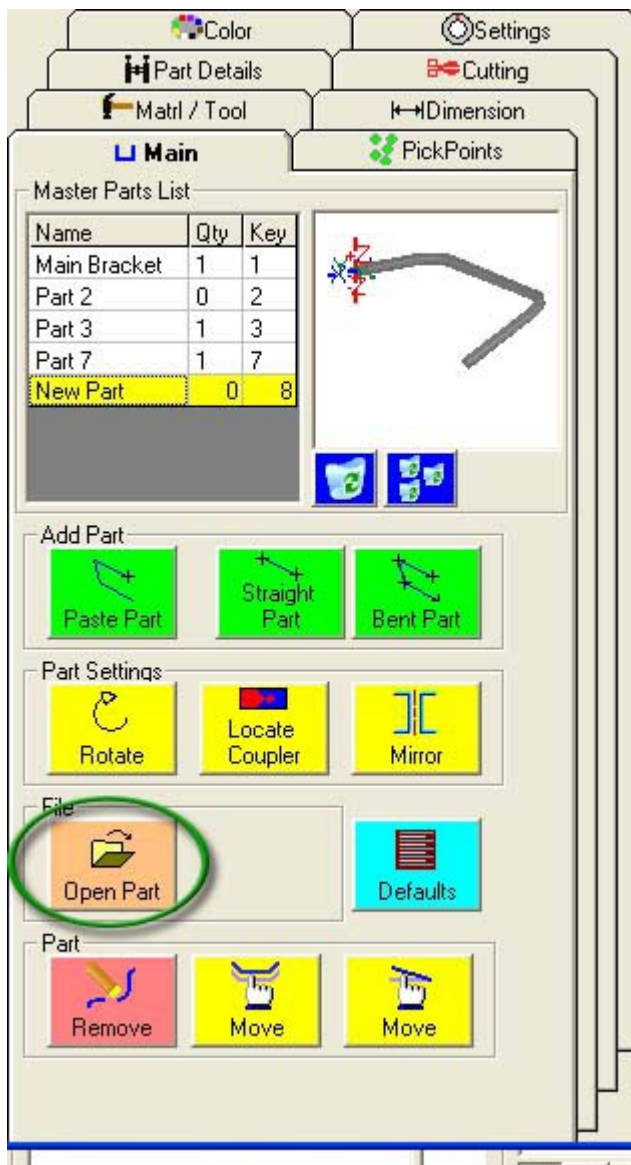 Color Settings
Part Details Cutting
Matrl / Tool Dimension
Main PickPoints
Master Parts List
Name Qty Key
Main Bracket 1 1
Part 2 0 2
Part 3 1 3
Part 7 1 7
New Part 0 8
Add Part
Paste Part Straight Part Bent Part
Part Settings
Rotate Locate Coupler Mirror
File
Open Part Defaults
Part
Remove Move Move